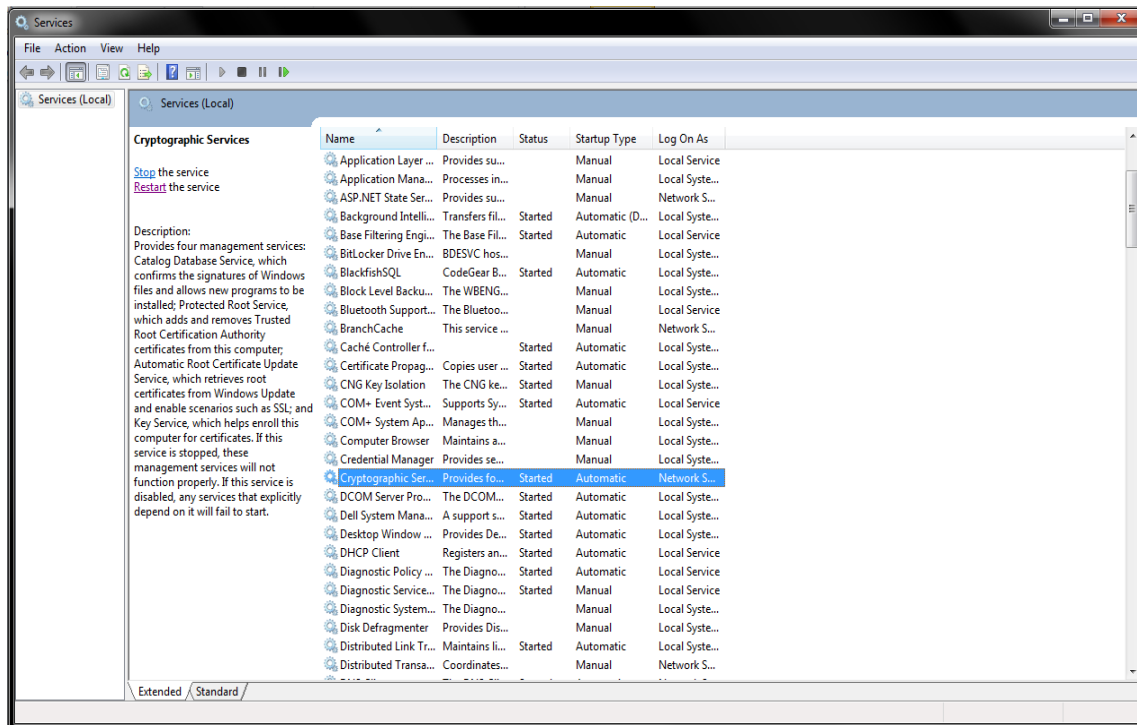 Services
File Action View Help
Services (Local)
Services (Local)
Cryptographic Services
Stop the service
Restart the service
Description:
Provides four management services:
Catalog Database Service, which
confirms the signatures of Windows
files and allows new programs to be
installed; Protected Root Service,
which adds and removes Trusted
Root Certification Authority
certificates from this computer;
Automatic Root Certificate Update
Service, which retrieves root
certificates from Windows Update
and enable scenarios such as SSL; and
Key Service, which helps enroll this
computer for certificates. If this
service is stopped, these
management services will not
function properly. If this service is
disabled, any services that explicitly
depend on it will fail to start.
Name Description Status Startup Type Log On As
Application Layer ... Provides su... Manual Local Service
Application Mana... Processes in... Manual Local Syste...
ASP.NET State Ser... Provides su... Manual Network S...
Background Intelli... Transfers fil... Started Automatic (D... Local Syste...
Base Filtering Engi... The Base Fil... Started Automatic Local Service
BitLocker Drive En... BDESVC hos... Manual Local Syste...
BlackfishSQL CodeGear B... Started Automatic Local Syste...
Block Level Backu... The WBENG... Manual Local Syste...
Bluetooth Support... The Bluetoo... Manual Local Service
BranchCache This service ... Manual Network S...
Caché Controller f... Started Automatic Local Syste...
Certificate Propag... Copies user ... Started Automatic Local Syste...
CNG Key Isolation The CNG ke... Started Manual Local Syste...
COM+ Event Syst... Supports Sy... Started Automatic Local Service
COM+ System Ap... Manages th... Manual Local Syste...
Computer Browser Maintains a... Manual Local Syste...
Credential Manager Provides se... Manual Local Syste...
Cryptographic Ser... Provides fo... Started Automatic Network S...
DCOM Server Pro... The DCOM... Started Automatic Local Syste...
Dell System Mana... A support s... Started Automatic Local Syste...
Desktop Window ... Provides De... Started Automatic Local Syste...
DHCP Client Registers an... Started Automatic Local Service
Diagnostic Policy ... The Diagno... Started Automatic Local Service
Diagnostic Service... The Diagno... Started Manual Local Service
Diagnostic System... The Diagno... Manual Local Syste...
Disk Defragmenter Provides Dis... Manual Local Syste...
Distributed Link Tr... Maintains li... Started Automatic Local Syste...
Distributed Transa... Coordinates... Manual Network S...
Extended Standard